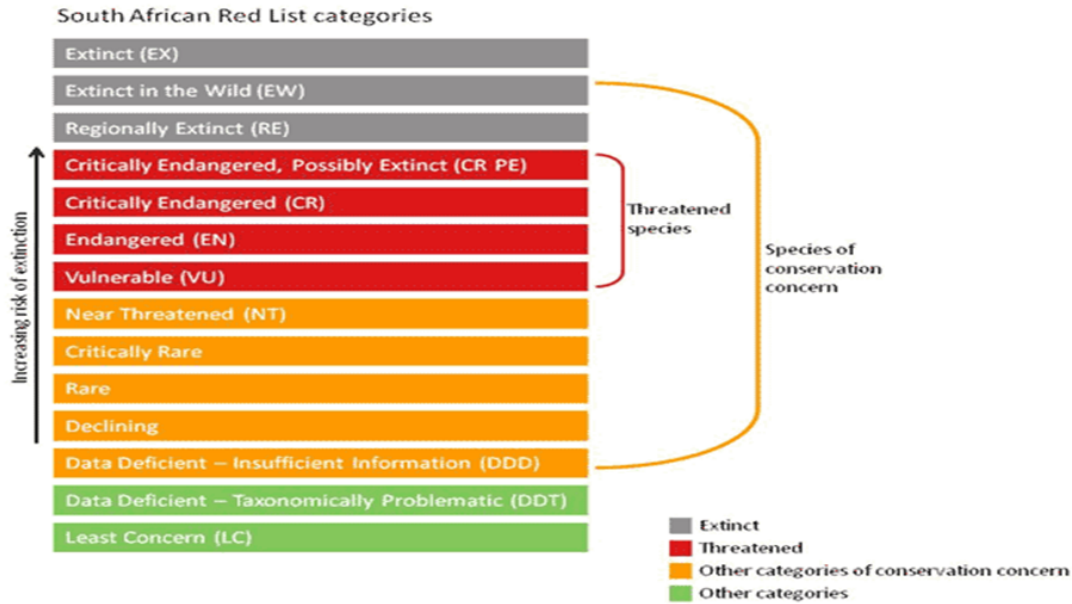 South African Red List categories
Extinct (EX)
Extinct in the Wild (EW)
Regionally Extinct (RE)
Critically Endangered, Possibly Extinct (CR PE)
Critically Endangered (CR)
Endangered (EN)
Vulnerable (VU)
Near Threatened (NT)
Critically Rare
Rare
Declining
Data Deficient – Insufficient Information (DDD)
Data Deficient – Taxonomically Problematic (DDT)
Least Concern (LC)
Increasing risk of extinction
Threatened
species
Species of
conservation
concern
Extinct
Threatened
Other categories of conservation concern
Other categories